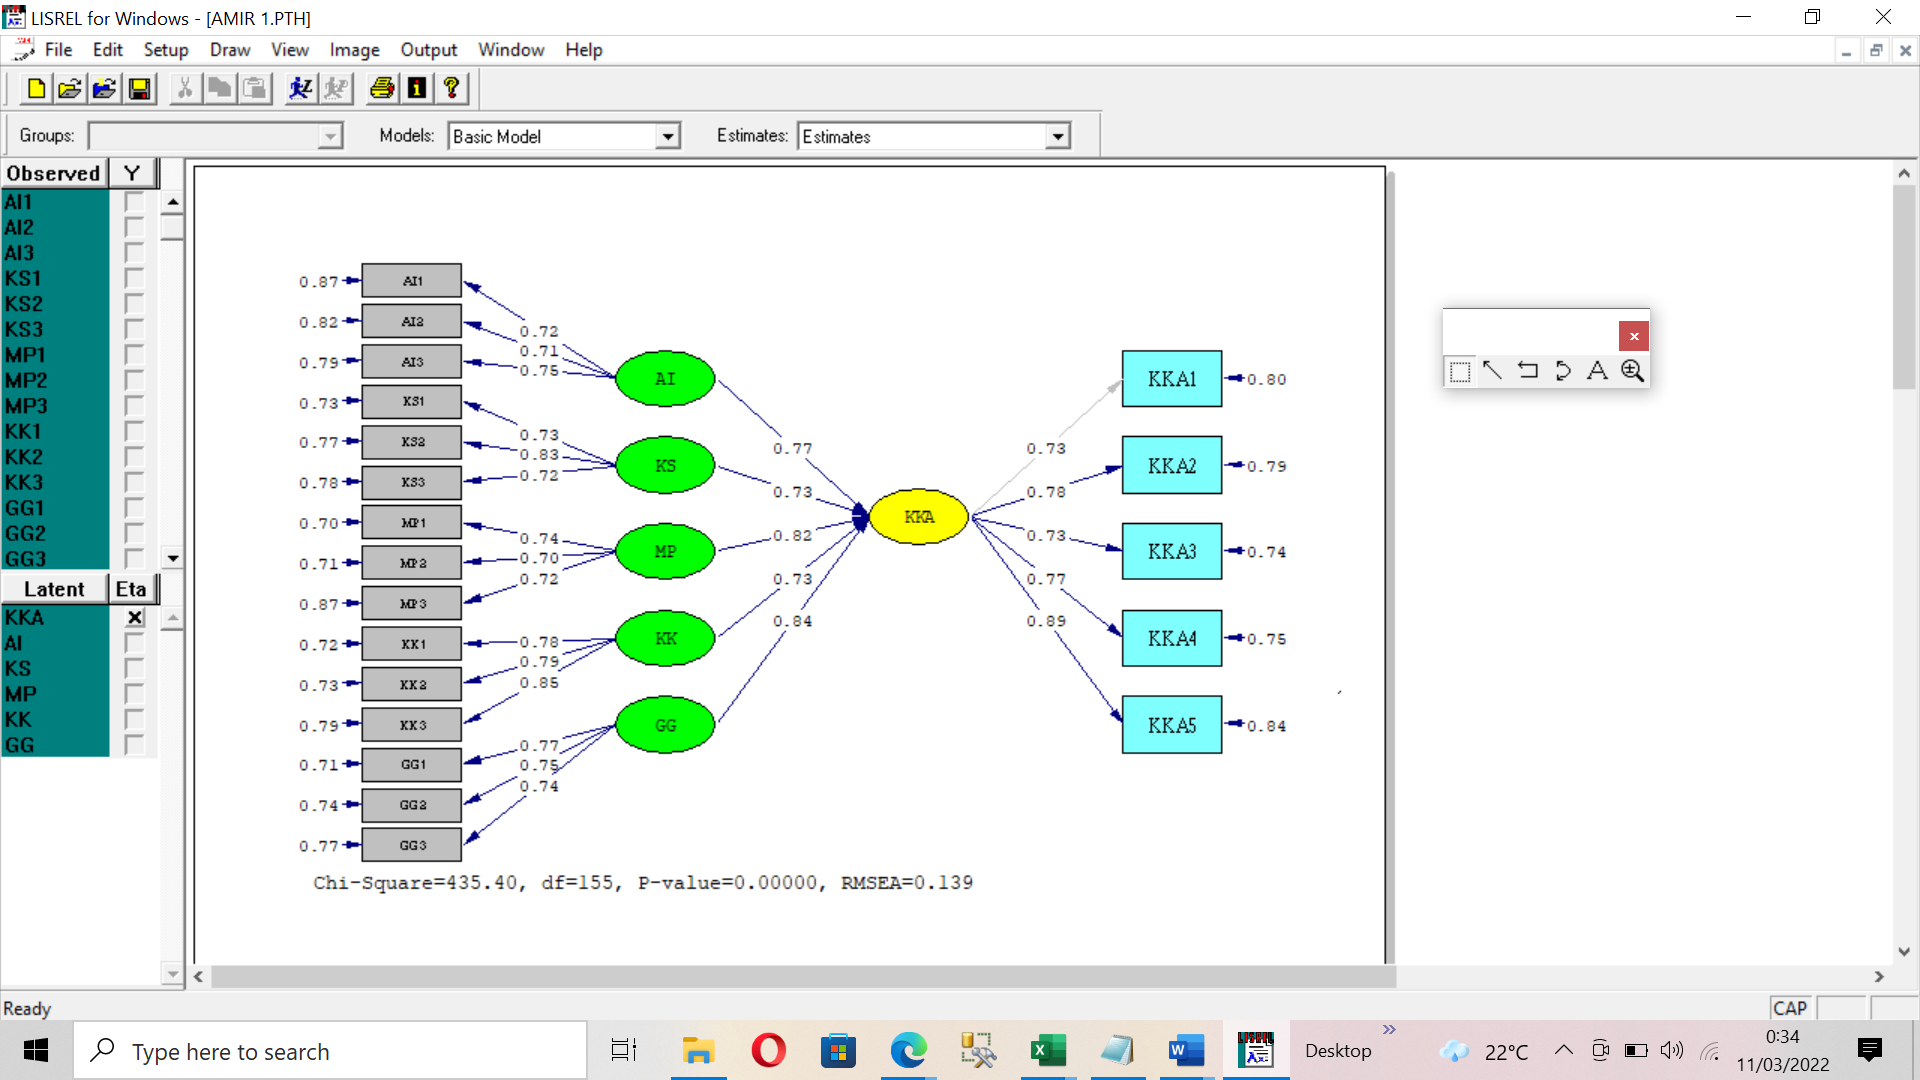 LISREL for Windows - [AMIR 1.PTH]
File Edit Setup Draw View Image Output Window Help
Groups: Models: Basic Model Estimates: Estimates
Observed Y
AI1
AI2
AI3
KS1
KS2
KS3
MP1
MP2
MP3
KK1
KK2
KK3
GG1
GG2
GG3
Latent Eta
KKA
AI
KS
MP
KK
GG
0.87 AI1
0.82 AI2
0.79 AI3
0.73 KS1
0.77 KS2
0.78 KS3
0.70 MP1
0.71 MP2
0.87 MP3
0.72 KK1
0.73 KK2
0.79 KK3
0.71 GG1
0.74 GG2
0.77 GG3
0.72
0.71
0.75
0.73
0.83
0.72
0.74
0.70
0.72
0.78
0.79
0.85
0.77
0.75
0.74
AI
KS
MP
KK
GG
0.77
0.73
0.82
0.73
0.84
KKA
0.73
0.78
0.73
0.77
0.89
KKA1 0.80
KKA2 0.79
KKA3 0.74
KKA4 0.75
KKA5 0.84
Chi-Square=435.40, df=155, P-value=0.00000, RMSEA=0.139
A
Ready
CAP
Type here to search
Desktop
22°C
0:34
11/03/2022